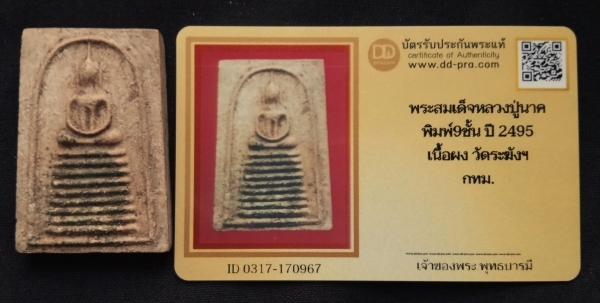 DD
บัตรรับประกันพระแท้
certificate of Authenticity
www.dd-pra.com
พระสมเด็จหลวงปู่นาค
พิมพ์9ชั้น ปี 2495
เนื้อผง วัดระฆังฯ
กทม.
ID 0317-170967
เจ้าของพระ พุทธบารมี